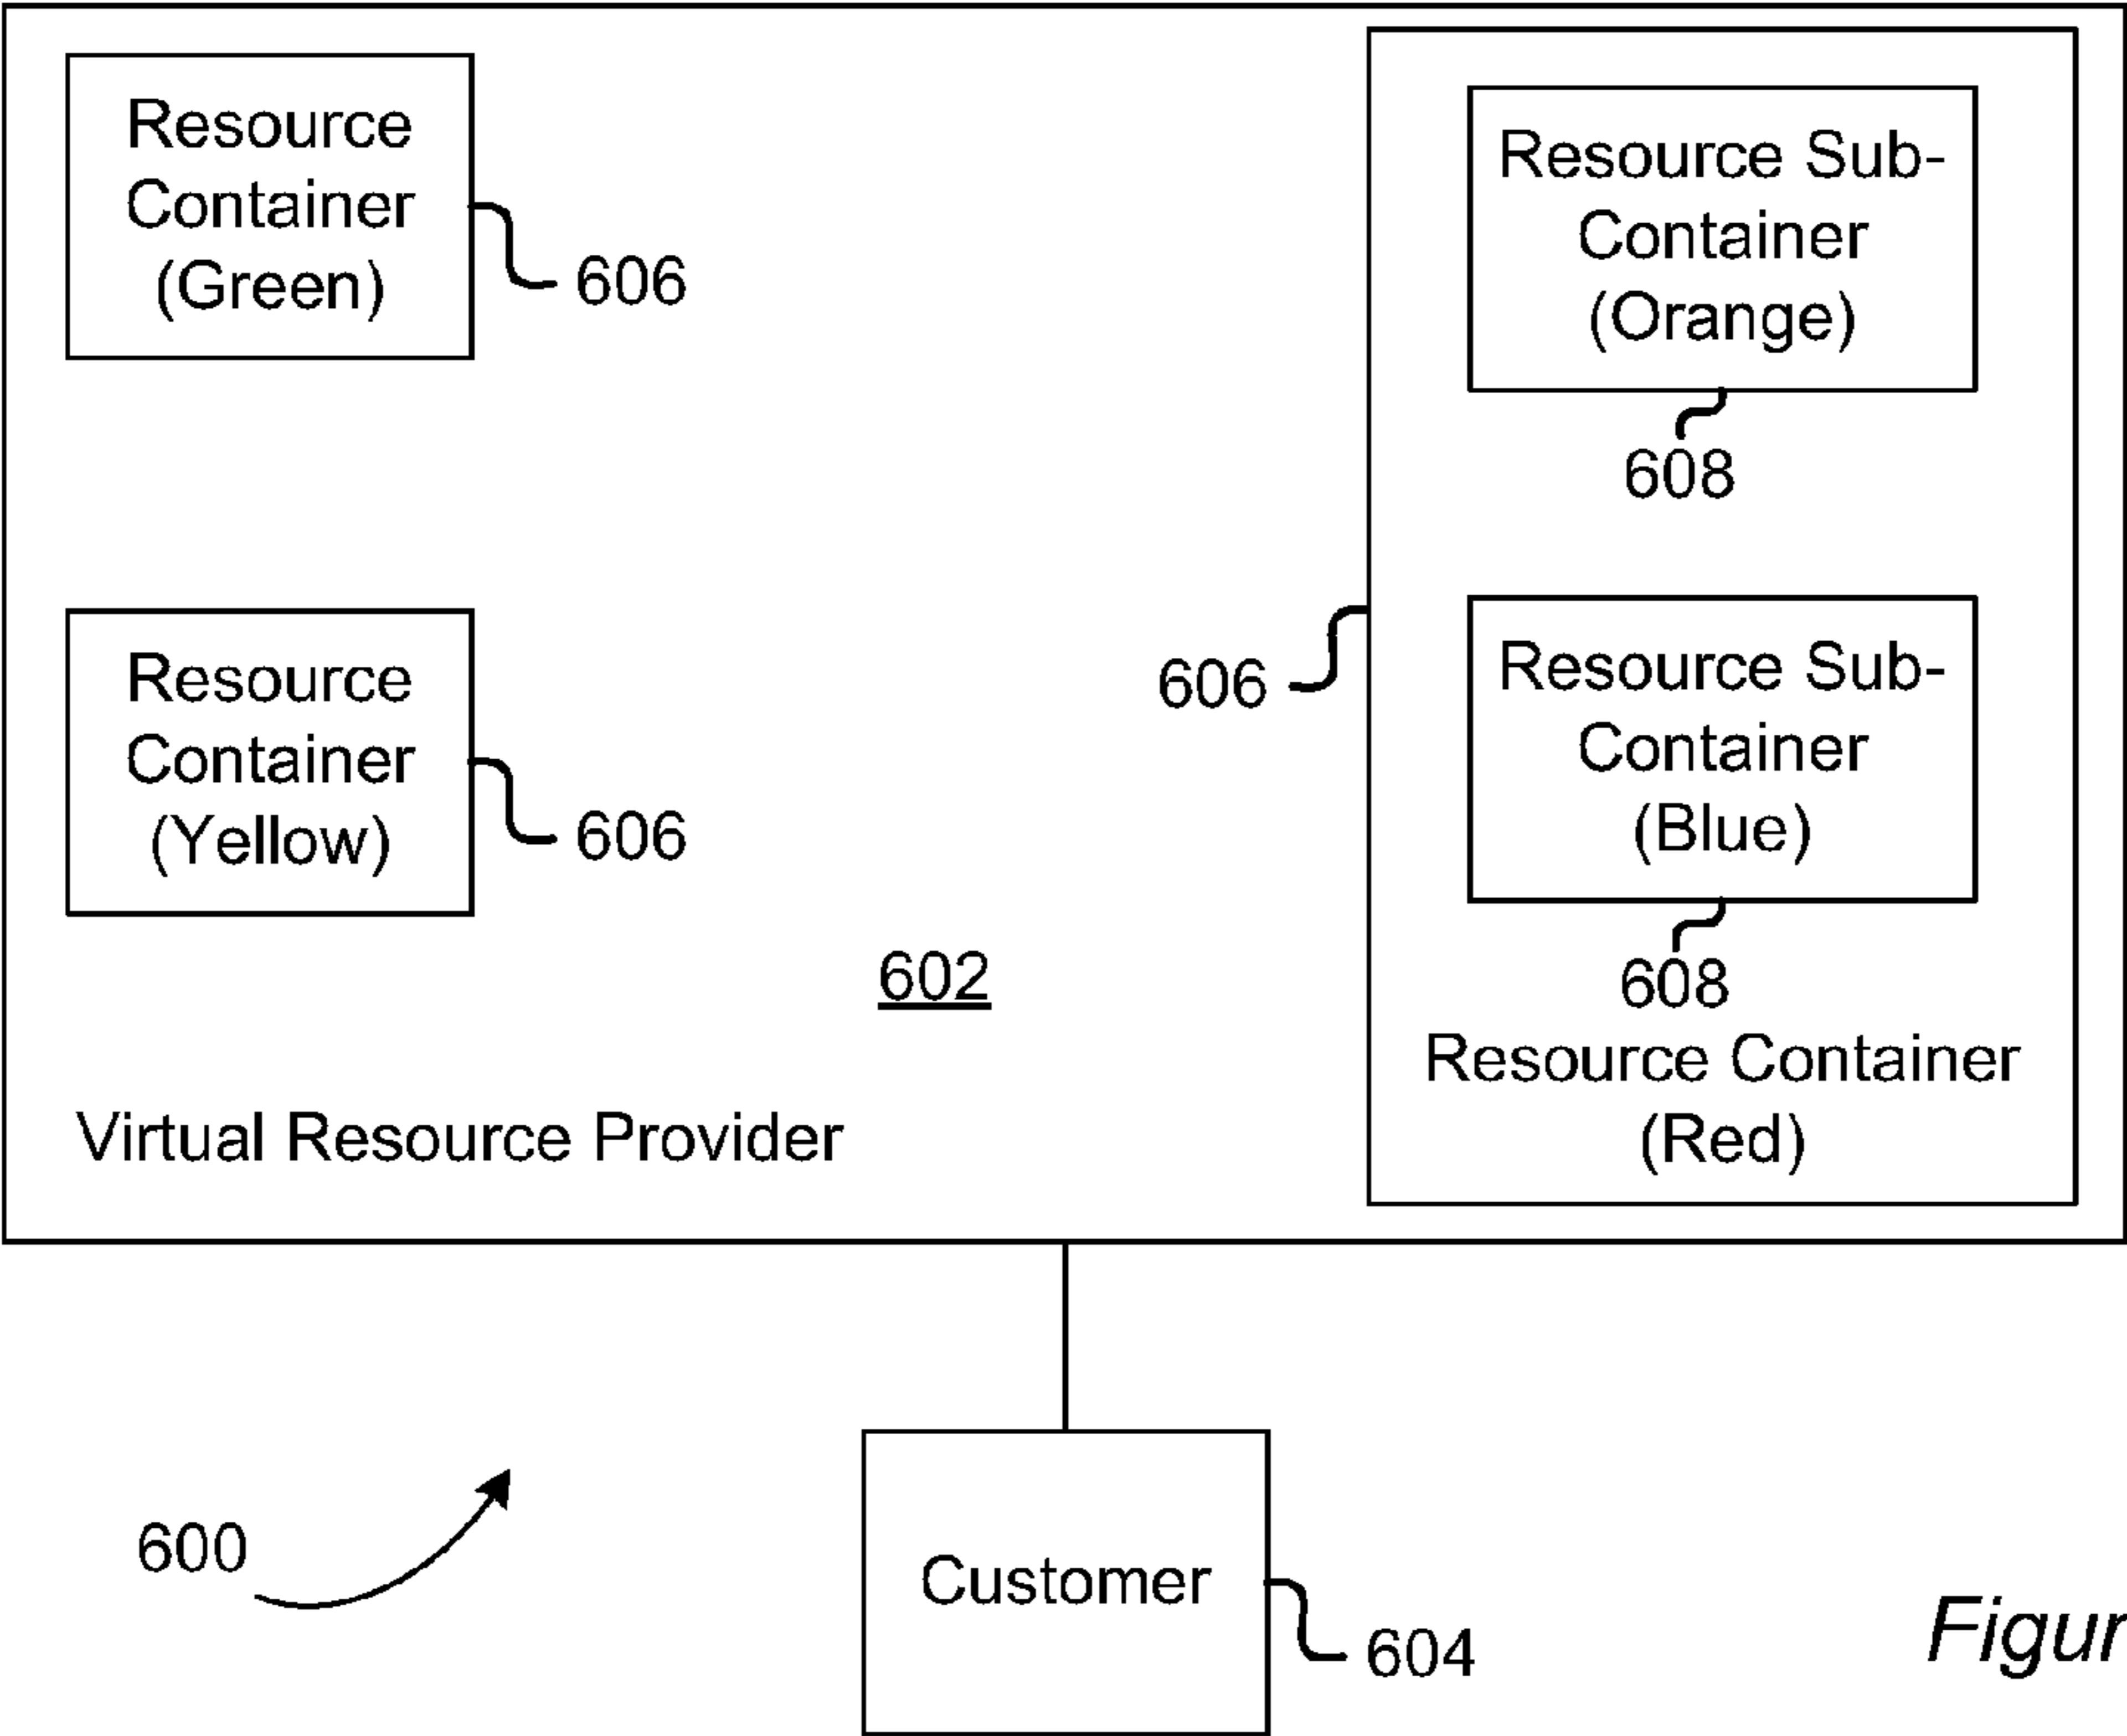 Resource
Container
(Green)
606
Resource
Container
(Yellow)
606
602
Virtual Resource Provider
Resource Sub-
Container
(Orange)
608
606
Resource Sub-
Container
(Blue)
608
Resource Container
(Red)
600
Customer
604
Figur